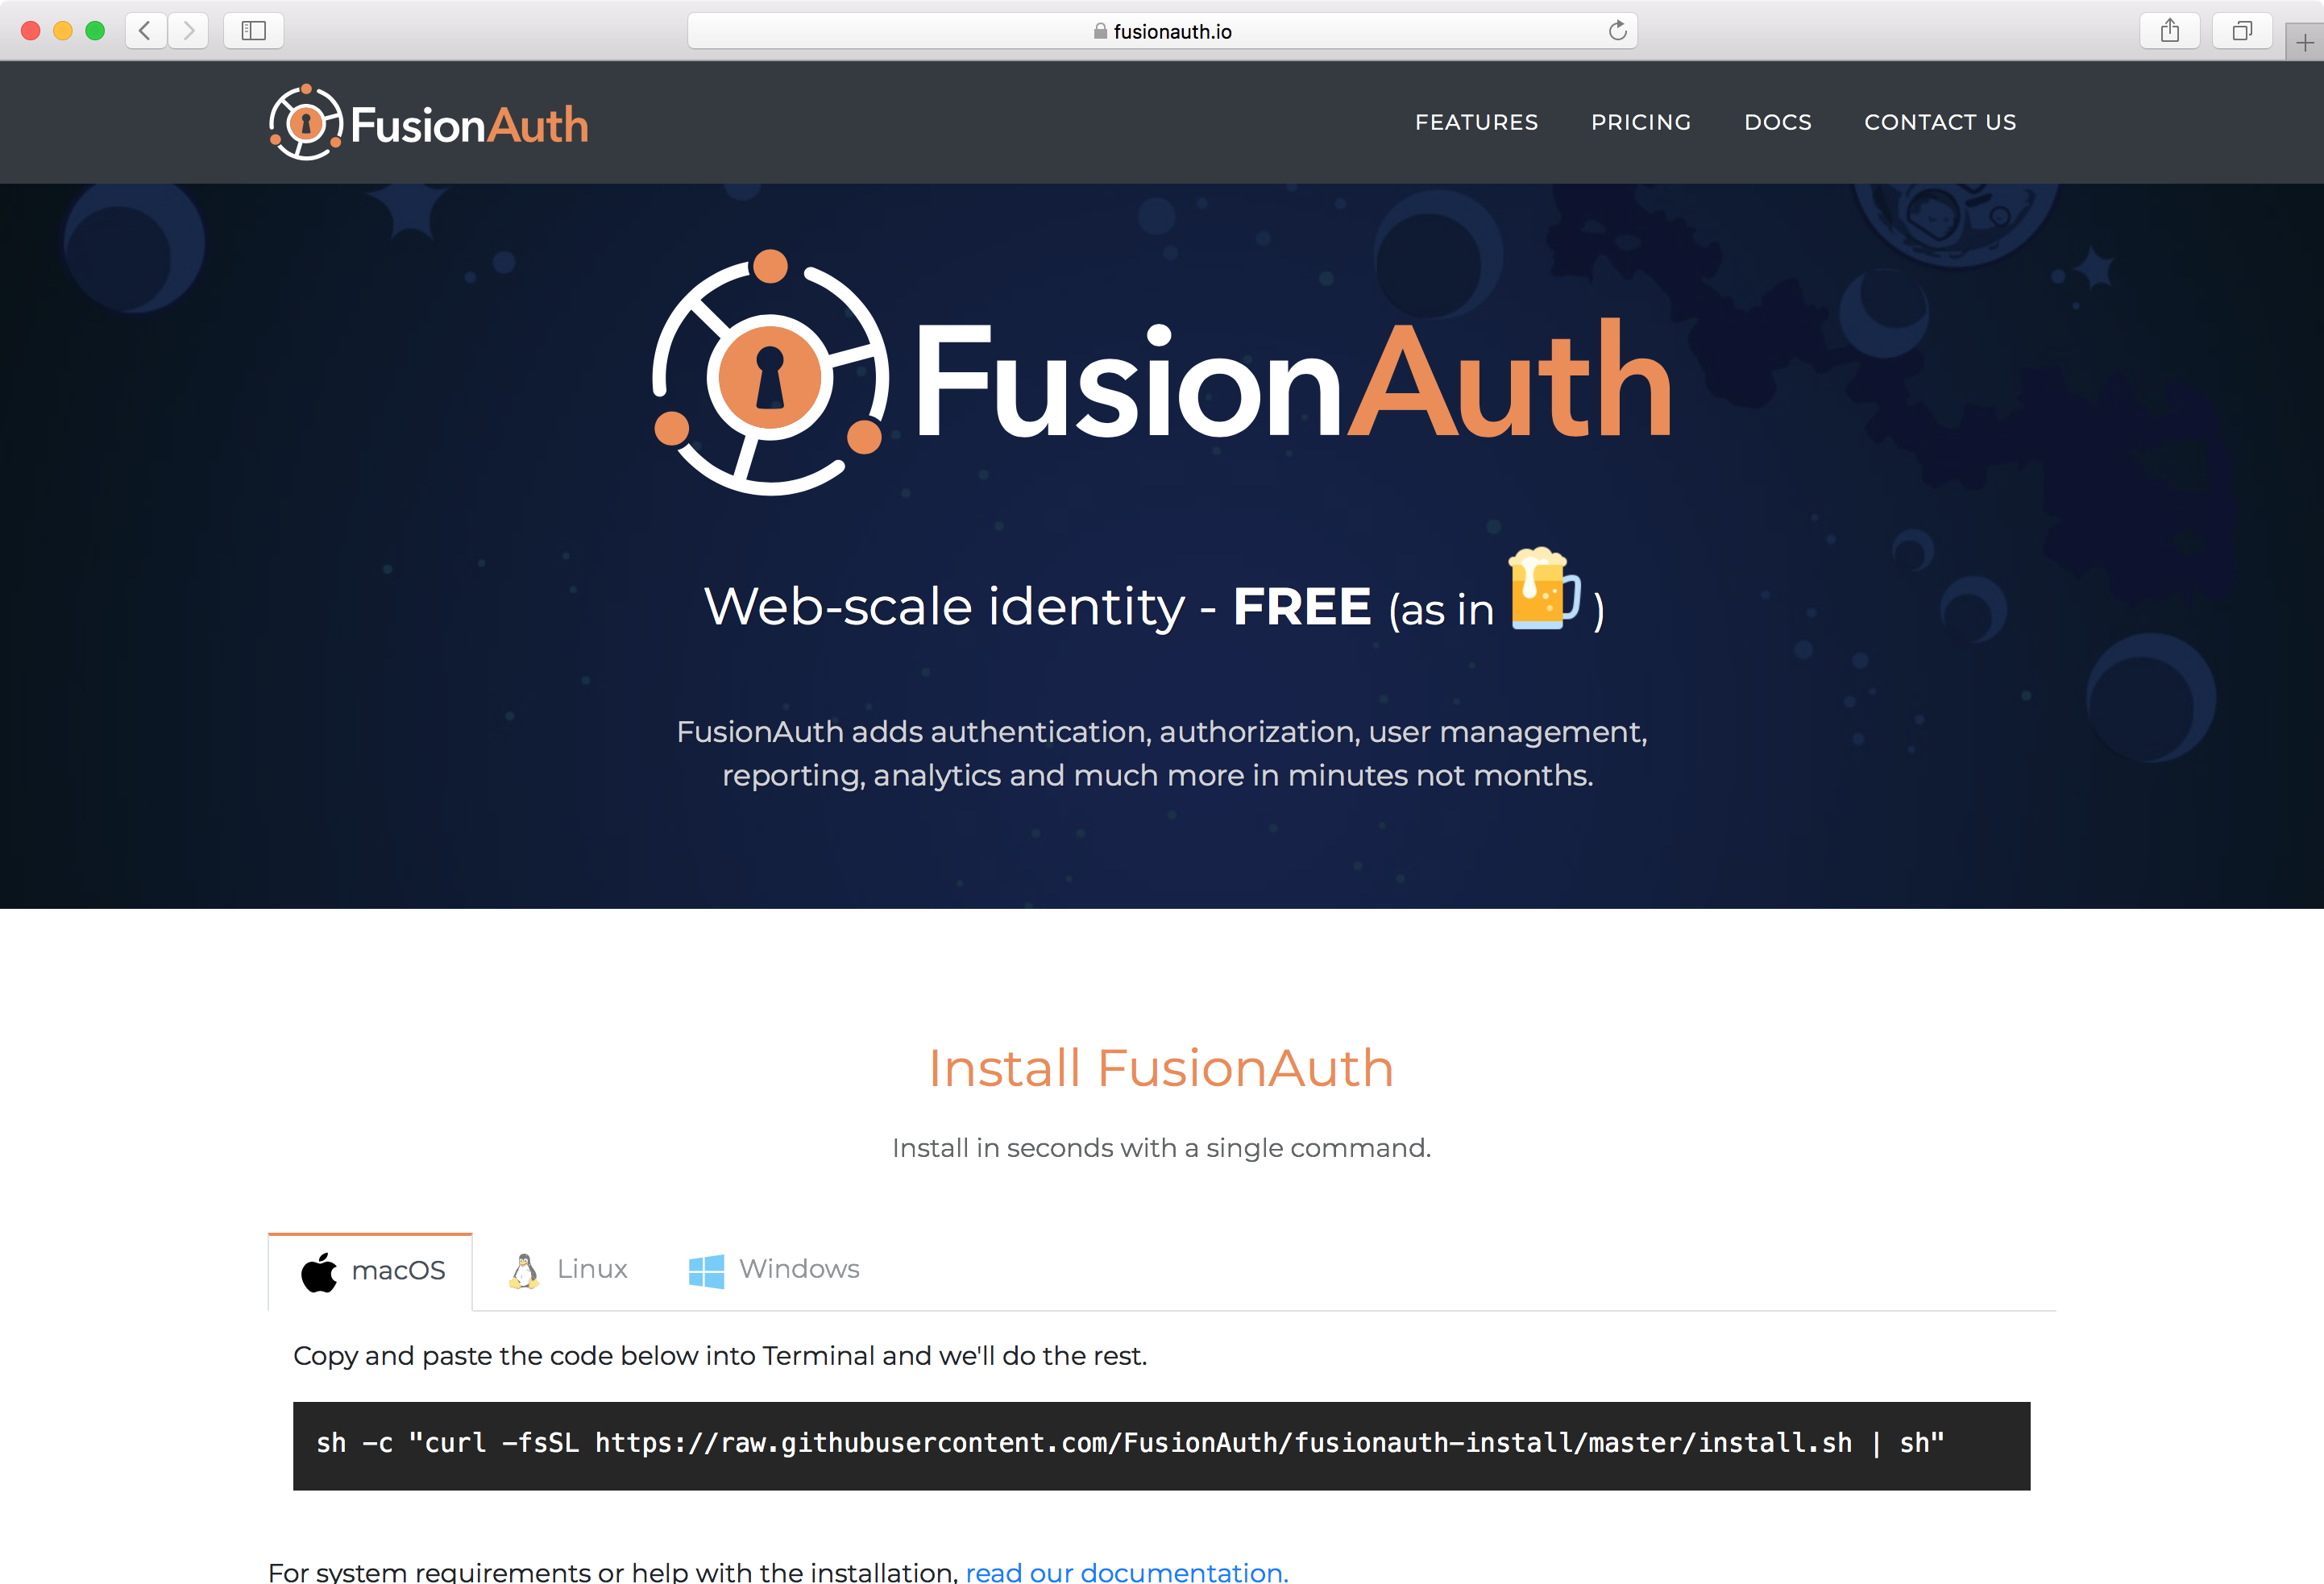 fusionauth.io
FusionAuth
FEATURES PRICING DOCS CONTACT US
FusionAuth
Web-scale identity - FREE (as in 🍺 )
FusionAuth adds authentication, authorization, user management,
reporting, analytics and much more in minutes not months.
Install FusionAuth
Install in seconds with a single command.
macOS Linux Windows
Copy and paste the code below into Terminal and we'll do the rest.
sh -c "curl -fsSL https://raw.githubusercontent.com/FusionAuth/fusionauth-install/master/install.sh | sh"
For system requirements or help with the installation, read our documentation.